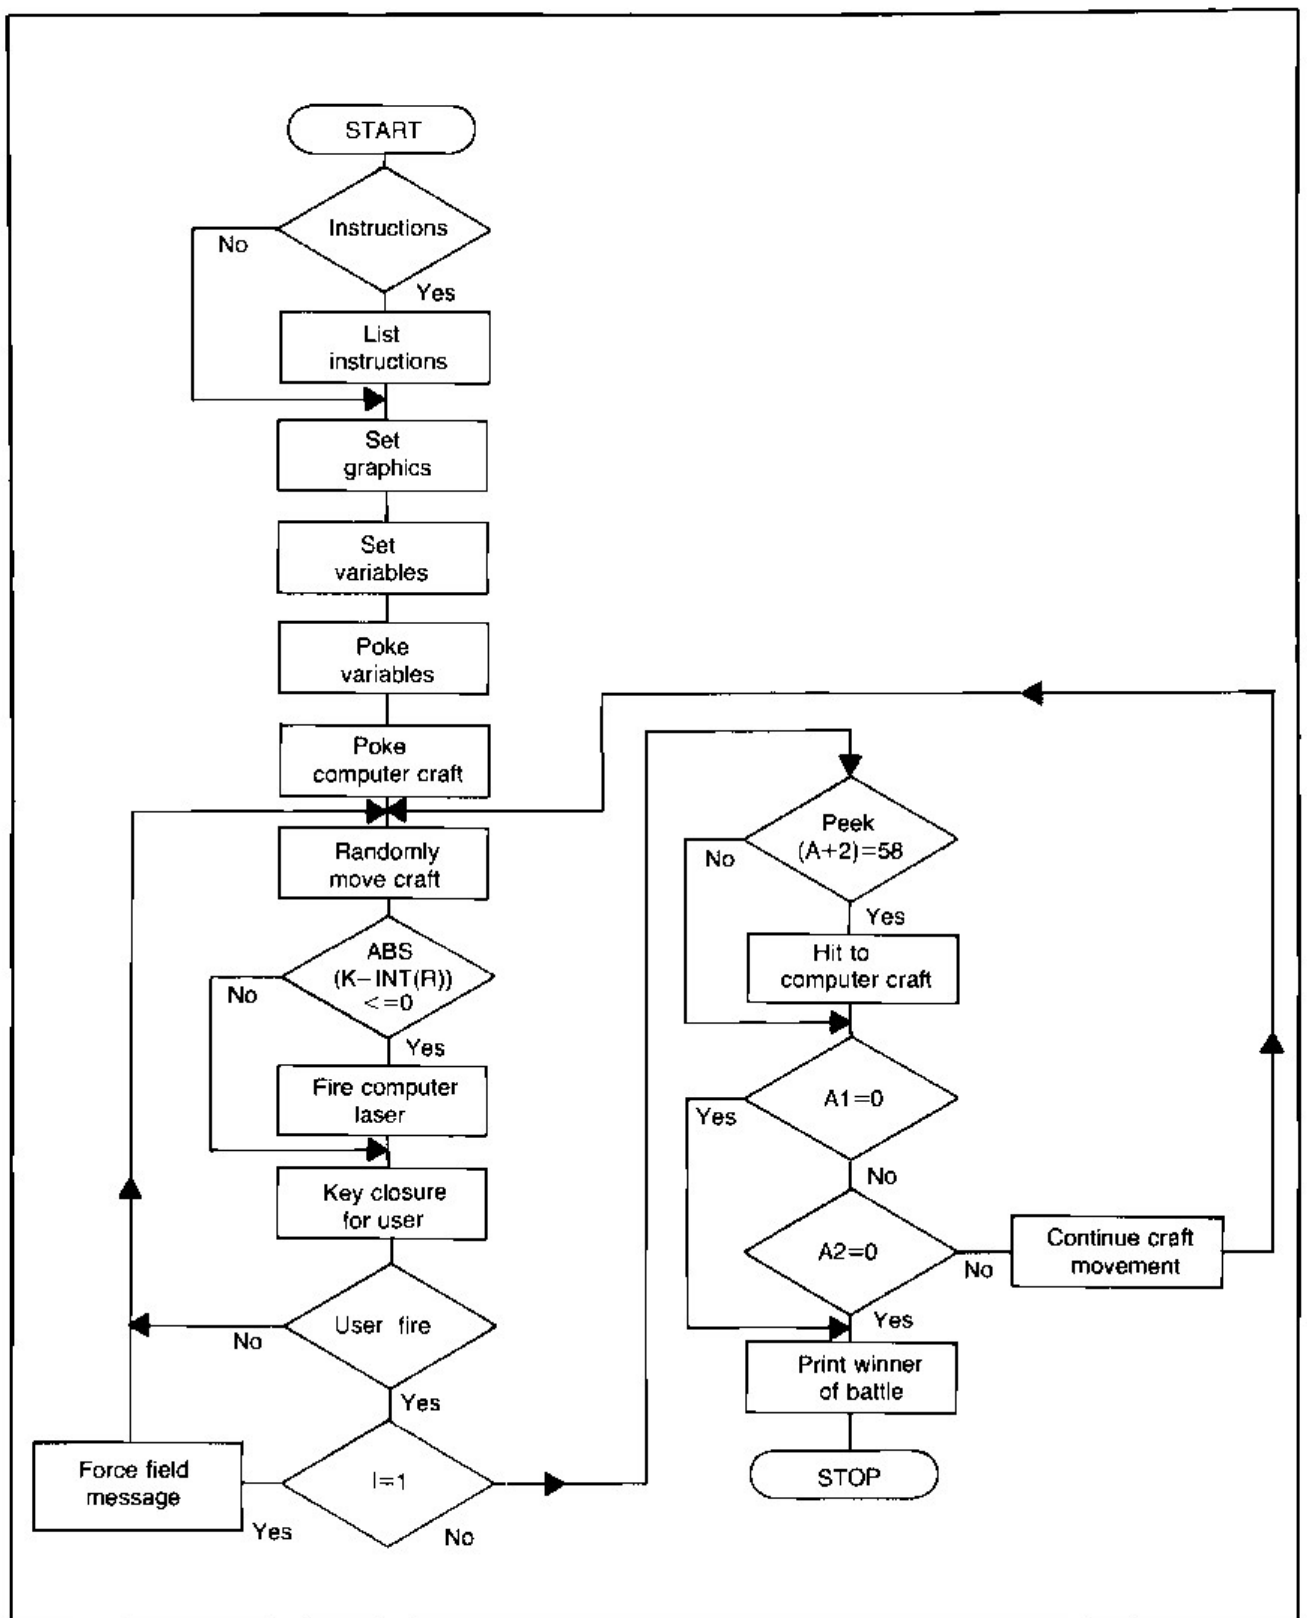 START
Instructions
No
Yes
List
instructions
Set
graphics
Set
variables
Poke
variables
Poke
computer craft
Randomly
move craft
ABS
(K–INT(R))
<=0
No
Yes
Fire computer
laser
Key closure
for user
User fire
No
Yes
I=1
Force field
message
Yes
No
Peek
(A+2)=58
No
Yes
Hit to
computer craft
A1=0
Yes
No
A2=0
No
Continue craft
movement
Yes
Print winner
of battle
STOP